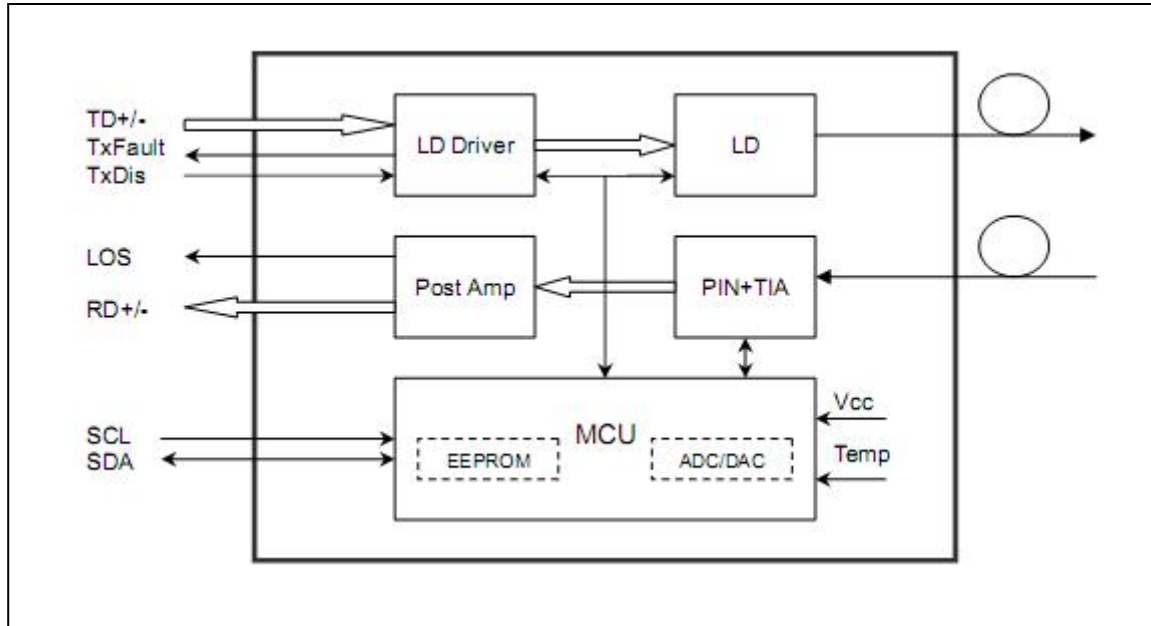 TD+/-
TxFault
TxDis
LD Driver
LD
LOS
RD+/-
Post Amp
PIN+TIA
SCL
SDA
MCU
EEPROM
ADC/DAC
Vcc
Temp